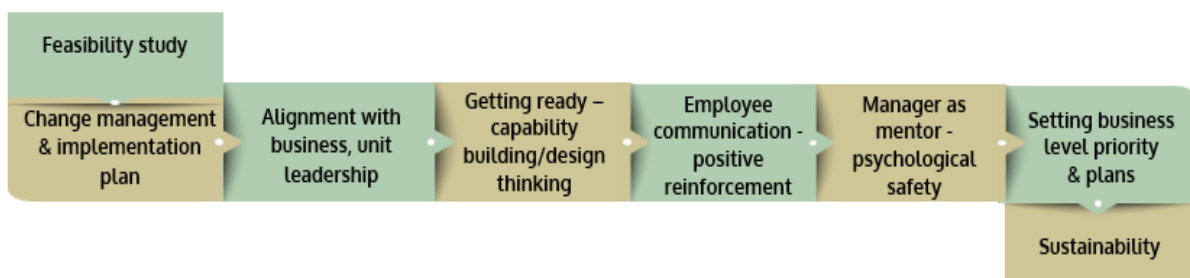 Feasibility study
Change management
& implementation
plan
Alignment with
business, unit
leadership
Getting ready –
capability
building/design
thinking
Employee
communication -
positive
reinforcement
Manager as
mentor -
psychological
safety
Setting business
level priority
& plans
Sustainability